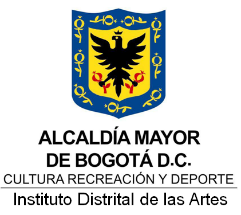 ALCALDÍA MAYOR
DE BOGOTÁ D.C.
CULTURA RECREACIÓN Y DEPORTE
Instituto Distrital de las Artes